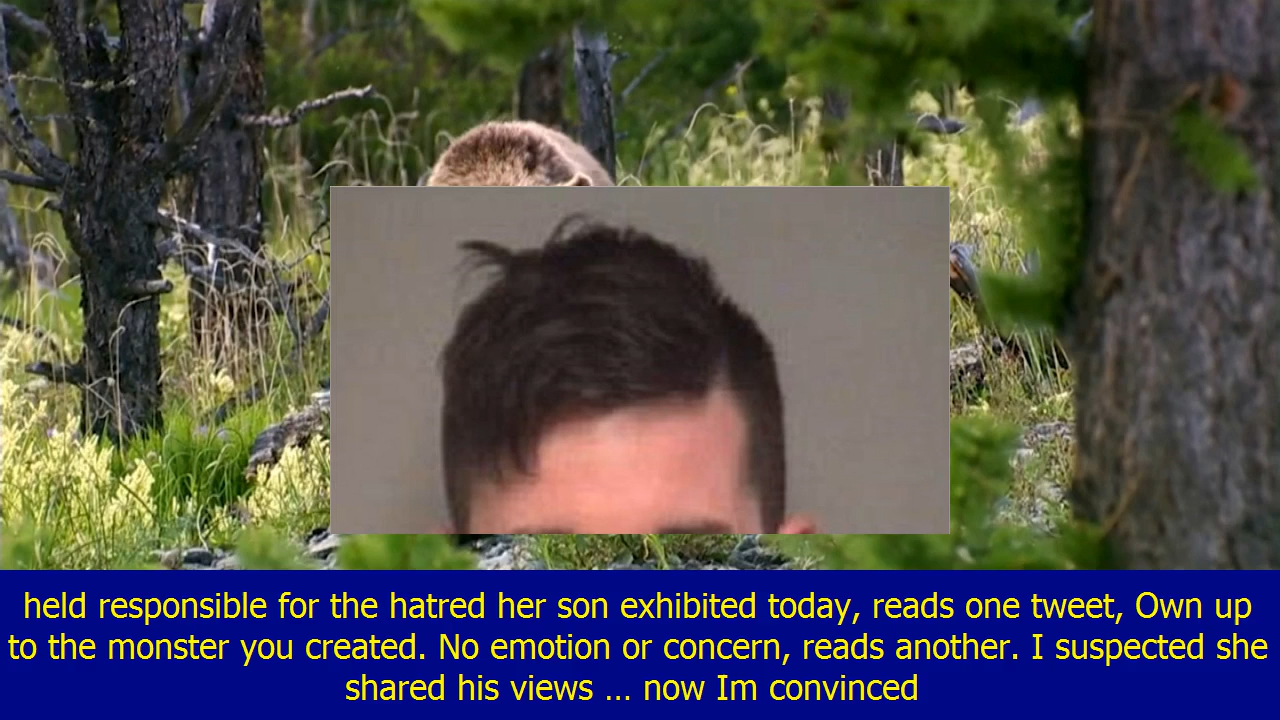 held responsible for the hatred her son exhibited today, reads one tweet, Own up
to the monster you created. No emotion or concern, reads another. I suspected she
shared his views ... now Im convinced